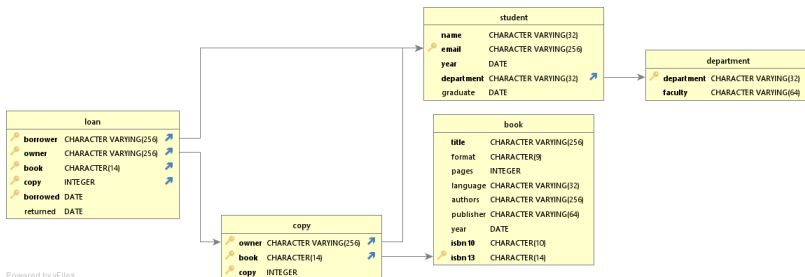 student
name CHARACTER VARYING(32)
email CHARACTER VARYING(256)
year DATE
department CHARACTER VARYING(32)
graduate DATE
department
department CHARACTER VARYING(32)
faculty CHARACTER VARYING(64)
loan
borrower CHARACTER VARYING(256)
owner CHARACTER VARYING(256)
book CHARACTER(14)
copy INTEGER
borrowed DATE
returned DATE
book
title CHARACTER VARYING(256)
format CHARACTER(9)
pages INTEGER
language CHARACTER VARYING(32)
authors CHARACTER VARYING(256)
publisher CHARACTER VARYING(64)
year DATE
isbn10 CHARACTER(10)
isbn13 CHARACTER(14)
copy
owner CHARACTER VARYING(256)
book CHARACTER(14)
copy INTEGER
Powered by yFiles